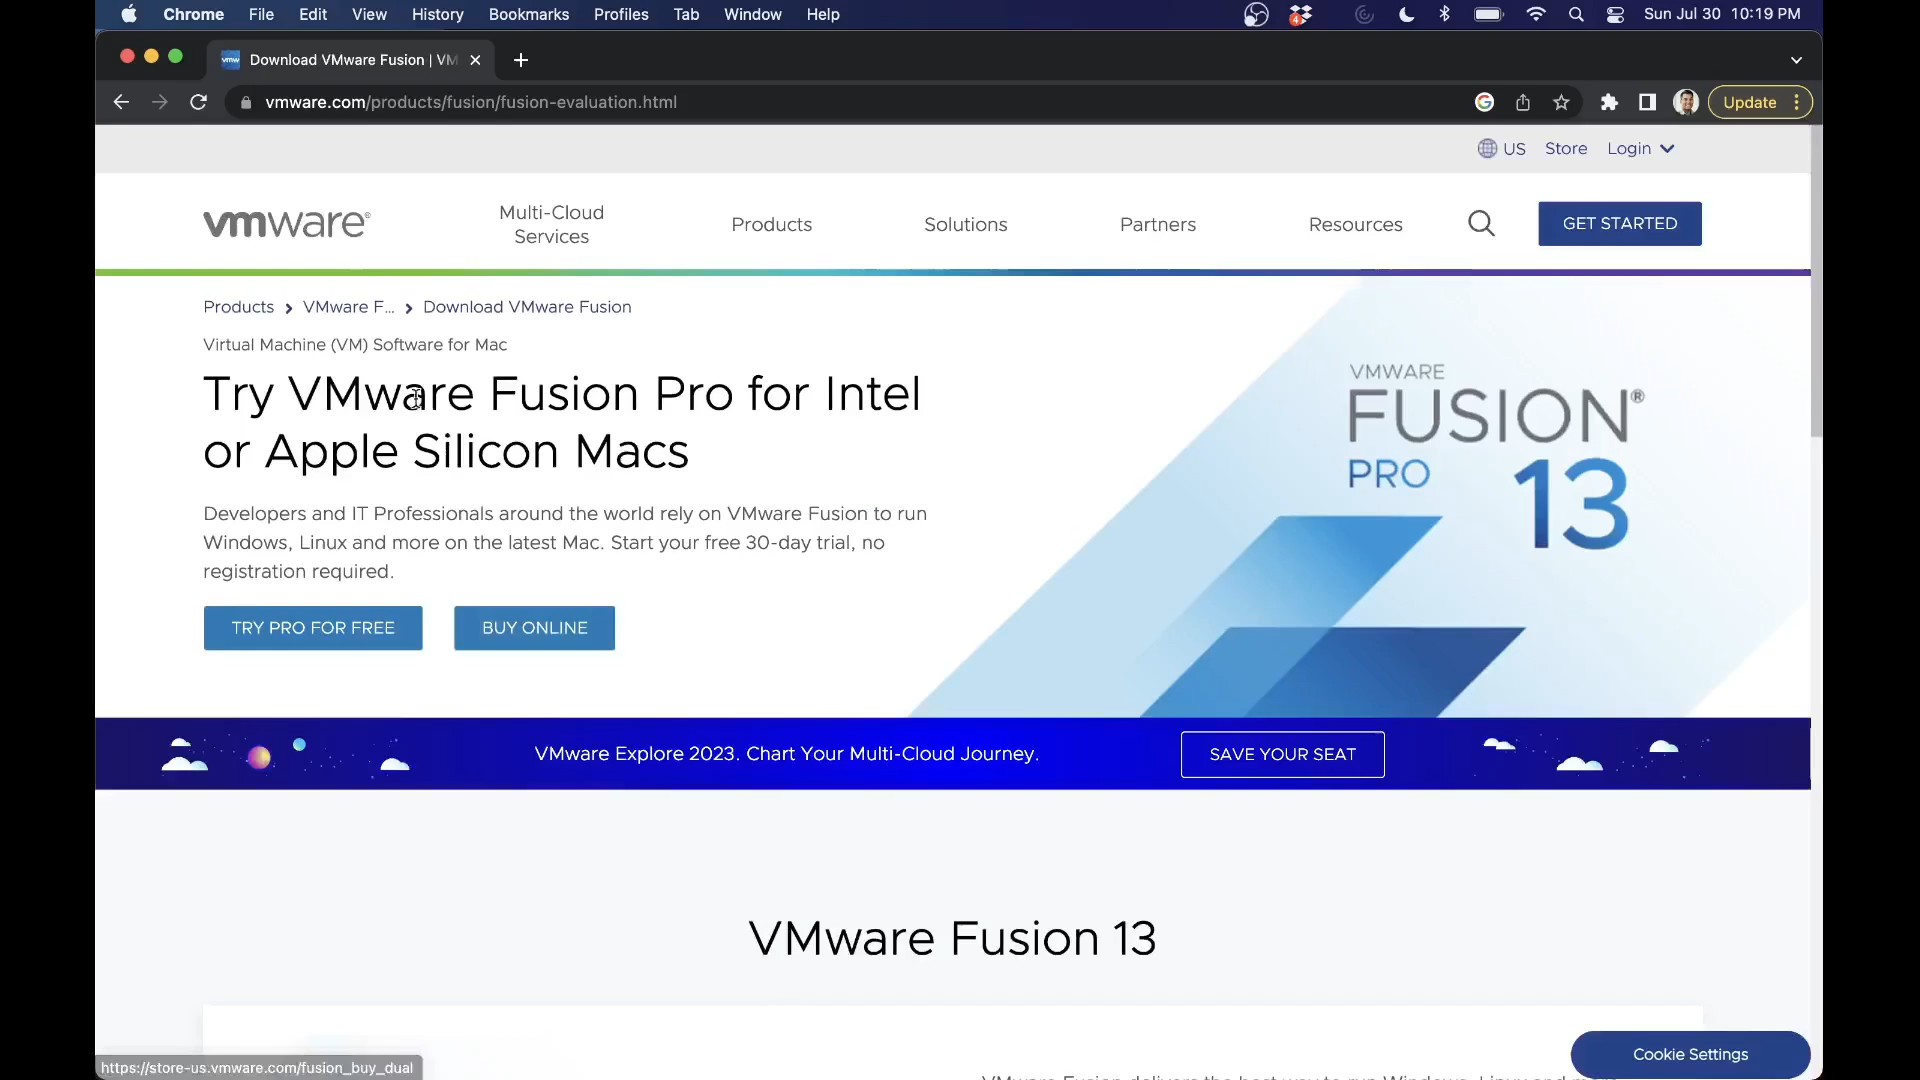 Chrome File Edit View History Bookmarks Profiles Tab Window Help 4 Sun Jul 30 10:19 PM
vmw Download VMware Fusion | VM
vmware.com/products/fusion/fusion-evaluation.html G Update
US Store Login
vmware® Multi-Cloud Services Products Solutions Partners Resources GET STARTED
Products > VMware F... > Download VMware Fusion
Virtual Machine (VM) Software for Mac
Try VMware Fusion Pro for Intel
or Apple Silicon Macs
Developers and IT Professionals around the world rely on VMware Fusion to run
Windows, Linux and more on the latest Mac. Start your free 30-day trial, no
registration required.
TRY PRO FOR FREE BUY ONLINE
VMWARE
FUSION®
PRO 13
VMware Explore 2023. Chart Your Multi-Cloud Journey. SAVE YOUR SEAT
VMware Fusion 13
Cookie Settings
https://store-us.vmware.com/fusion_buy_dual